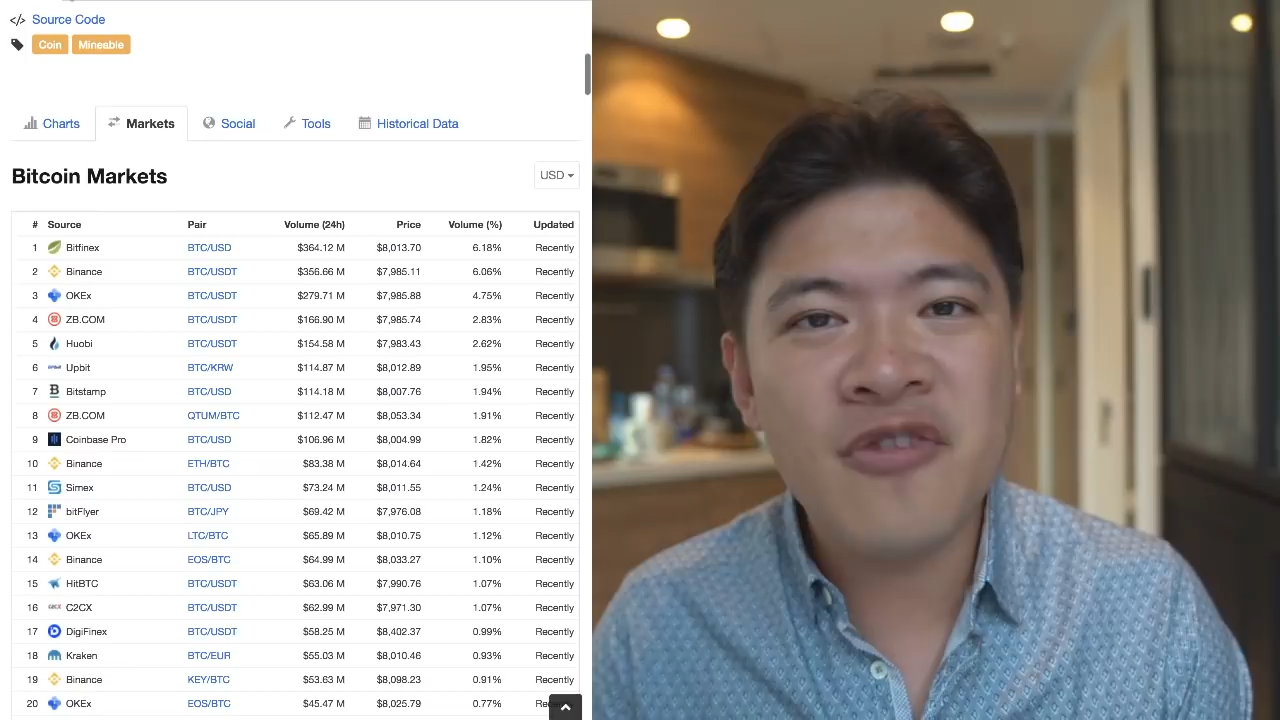 </> Source Code
Coin Mineable
Charts Markets Social Tools Historical Data
Bitcoin Markets
USD
# Source Pair Volume (24h) Price Volume (%) Updated
1 Bitfinex BTC/USD $364.12 M $8,013.70 6.18% Recently
2 Binance BTC/USDT $356.66 M $7,985.11 6.06% Recently
3 OKEx BTC/USDT $279.71 M $7,985.88 4.75% Recently
4 ZB.COM BTC/USDT $166.90 M $7,985.74 2.83% Recently
5 Huobi BTC/USDT $154.58 M $7,983.43 2.62% Recently
6 Upbit BTC/KRW $114.87 M $8,012.89 1.95% Recently
7 Bitstamp BTC/USD $114.18 M $8,007.76 1.94% Recently
8 ZB.COM QTUM/BTC $112.47 M $8,053.34 1.91% Recently
9 Coinbase Pro BTC/USD $106.96 M $8,004.99 1.82% Recently
10 Binance ETH/BTC $83.38 M $8,014.64 1.42% Recently
11 Simex BTC/USD $73.24 M $8,011.55 1.24% Recently
12 bitFlyer BTC/JPY $69.42 M $7,976.08 1.18% Recently
13 OKEx LTC/BTC $65.89 M $8,010.75 1.12% Recently
14 Binance EOS/BTC $64.99 M $8,033.27 1.10% Recently
15 HitBTC BTC/USDT $63.06 M $7,990.76 1.07% Recently
16 C2CX BTC/USDT $62.99 M $7,971.30 1.07% Recently
17 DigiFinex BTC/USDT $58.25 M $8,402.37 0.99% Recently
18 Kraken BTC/EUR $55.03 M $8,010.46 0.93% Recently
19 Binance KEY/BTC $53.63 M $8,098.23 0.91% Recently
20 OKEx EOS/BTC $45.47 M $8,025.79 0.77%